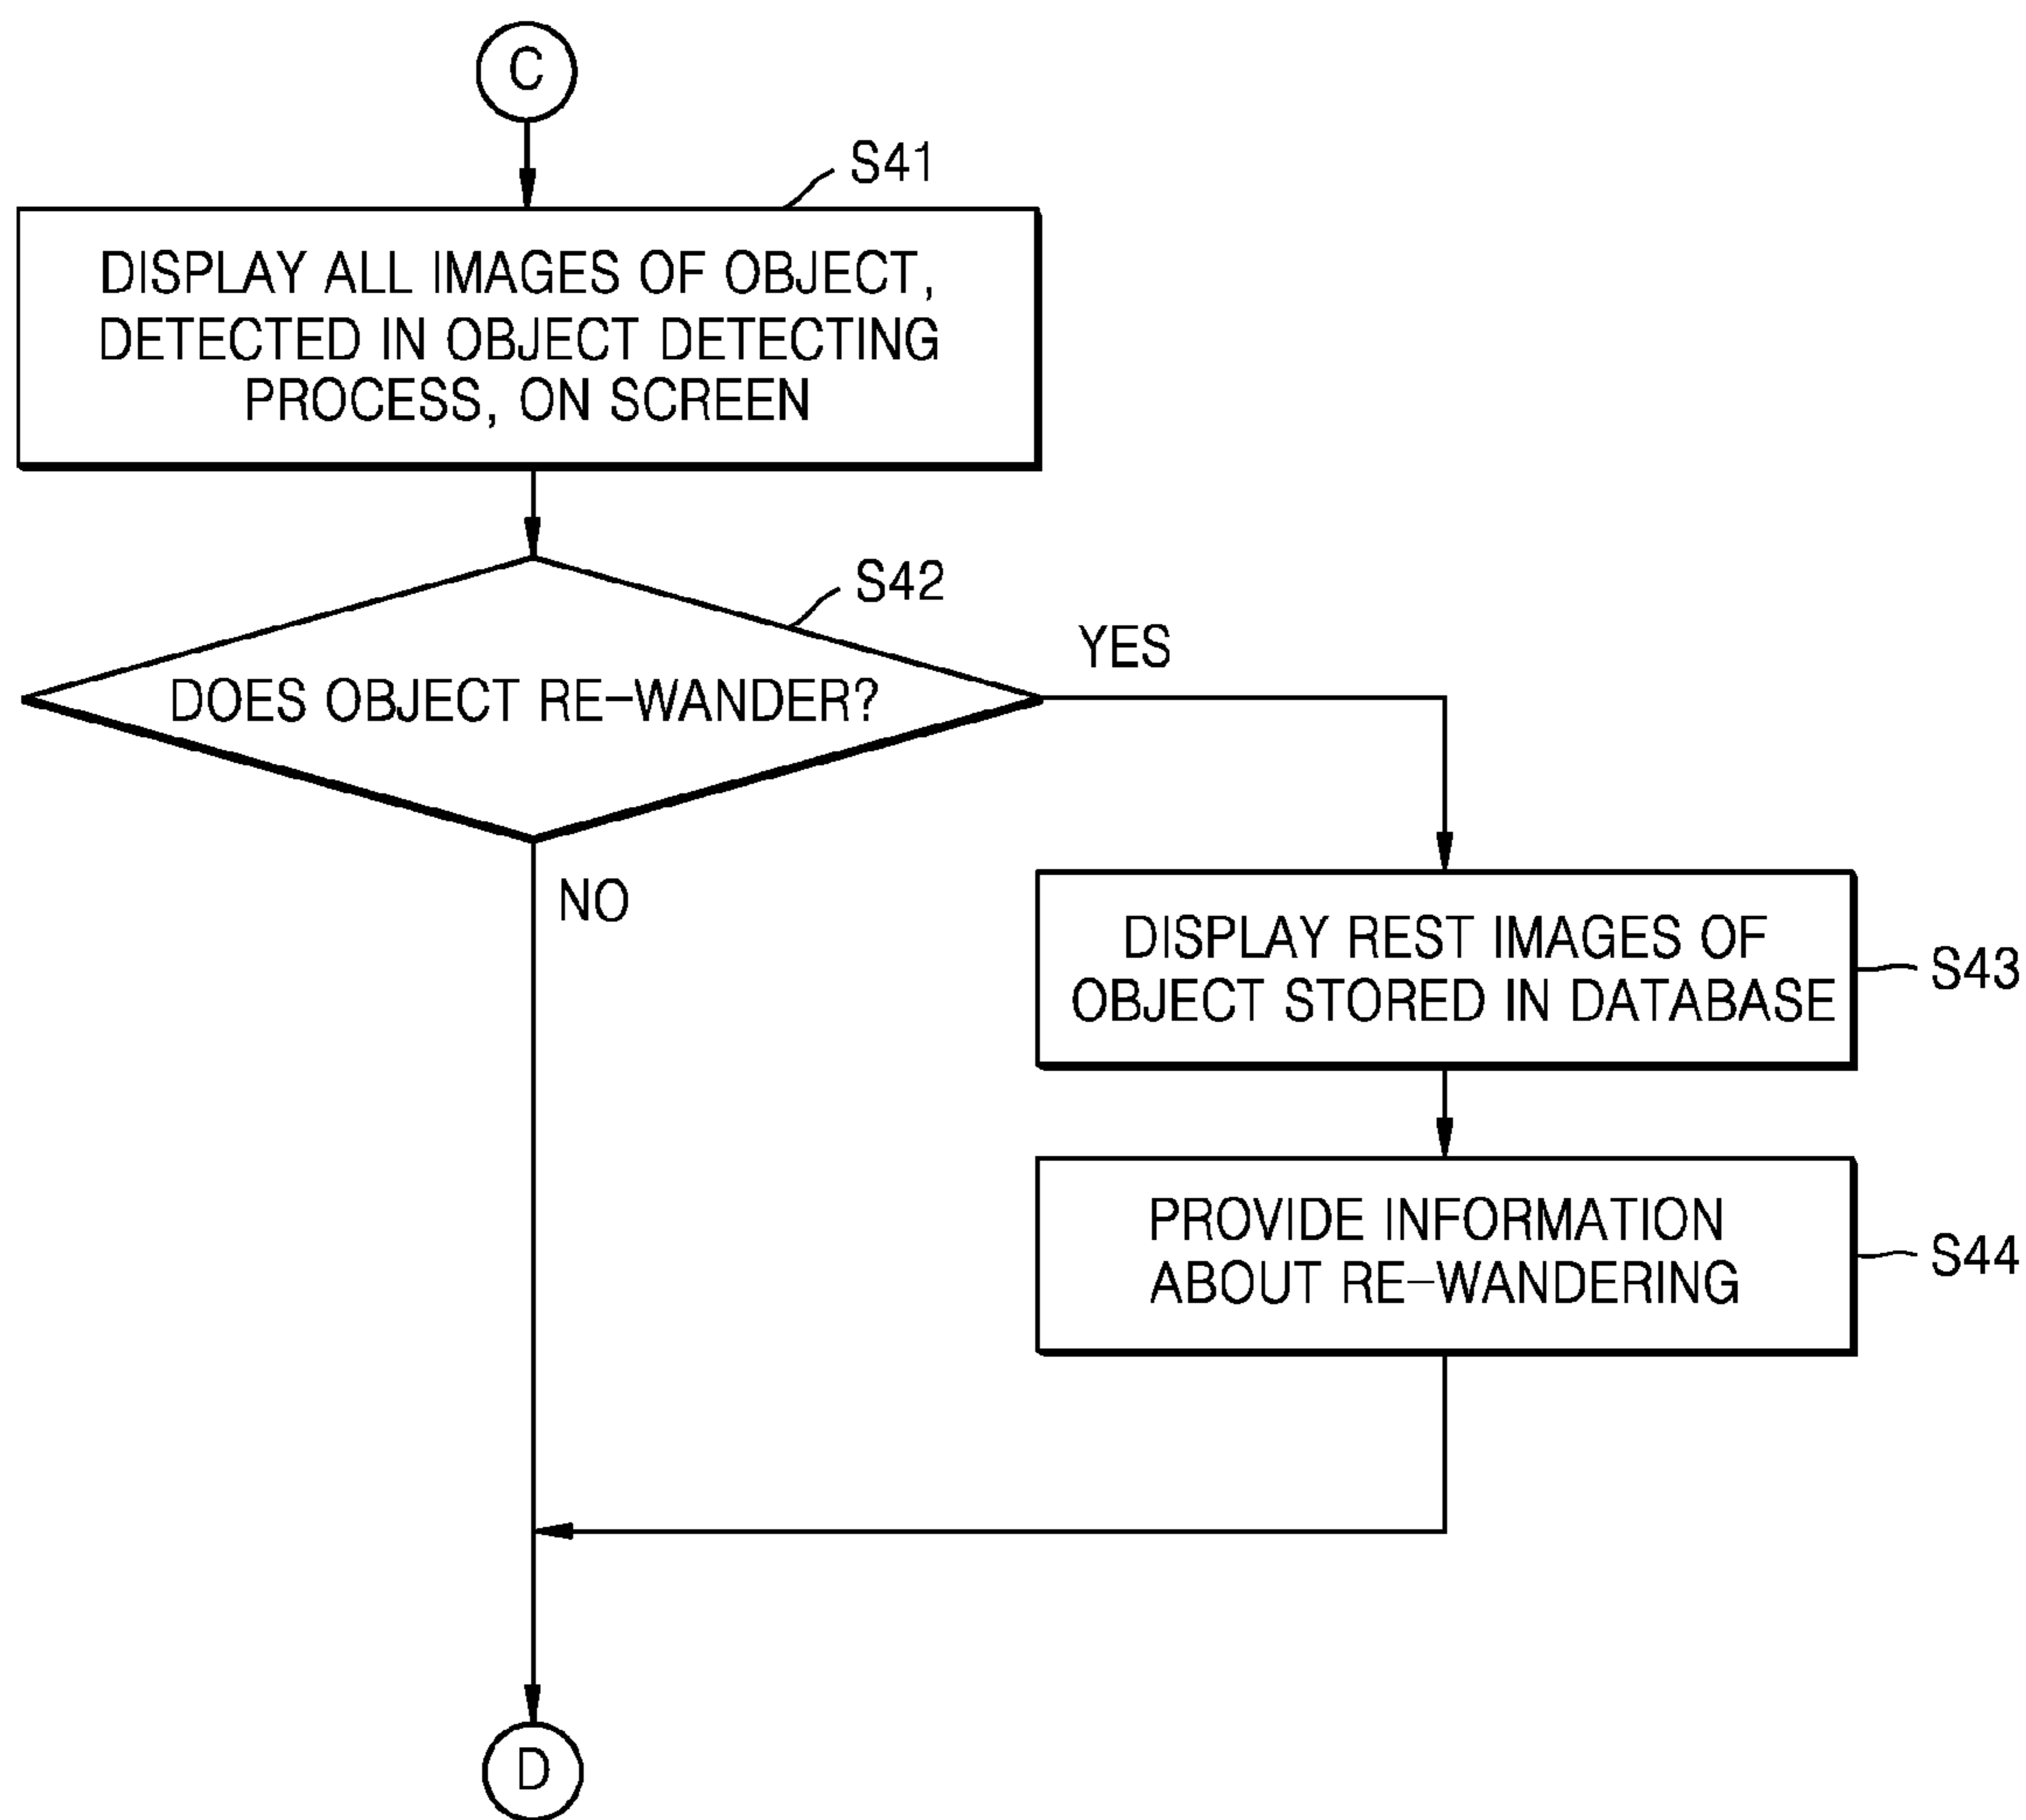 C
S41
DISPLAY ALL IMAGES OF OBJECT,
DETECTED IN OBJECT DETECTING
PROCESS, ON SCREEN
S42
YES
DOES OBJECT RE-WANDER?
NO
DISPLAY REST IMAGES OF
OBJECT STORED IN DATABASE
S43
PROVIDE INFORMATION
ABOUT RE-WANDERING
S44
D